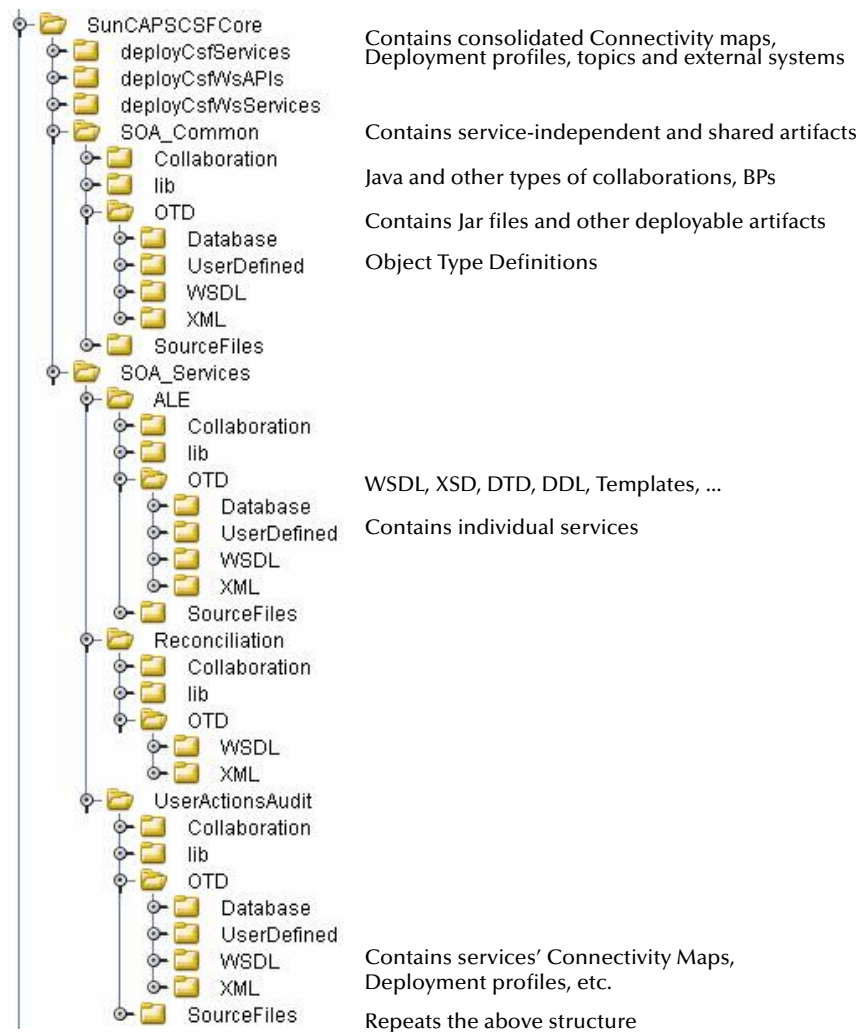 SunCAPSCSFCore
deployCsfServices Contains consolidated Connectivity maps,
Deployment profiles, topics and external systems
deployCsfWsAPIs
deployCsfWsServices
SOA_Common Contains service-independent and shared artifacts
Collaboration Java and other types of collaborations, BPs
lib
OTD Contains Jar files and other deployable artifacts
Database
UserDefined Object Type Definitions
WSDL
XML
SourceFiles
SOA_Services
ALE
Collaboration
lib
OTD WSDL, XSD, DTD, DDL, Templates, ...
Database
UserDefined Contains individual services
WSDL
XML
SourceFiles
Reconciliation
Collaboration
lib
OTD
WSDL
XML
UserActionsAudit
Collaboration
lib
OTD
Database
UserDefined
WSDL Contains services’ Connectivity Maps,
XML Deployment profiles, etc.
SourceFiles Repeats the above structure